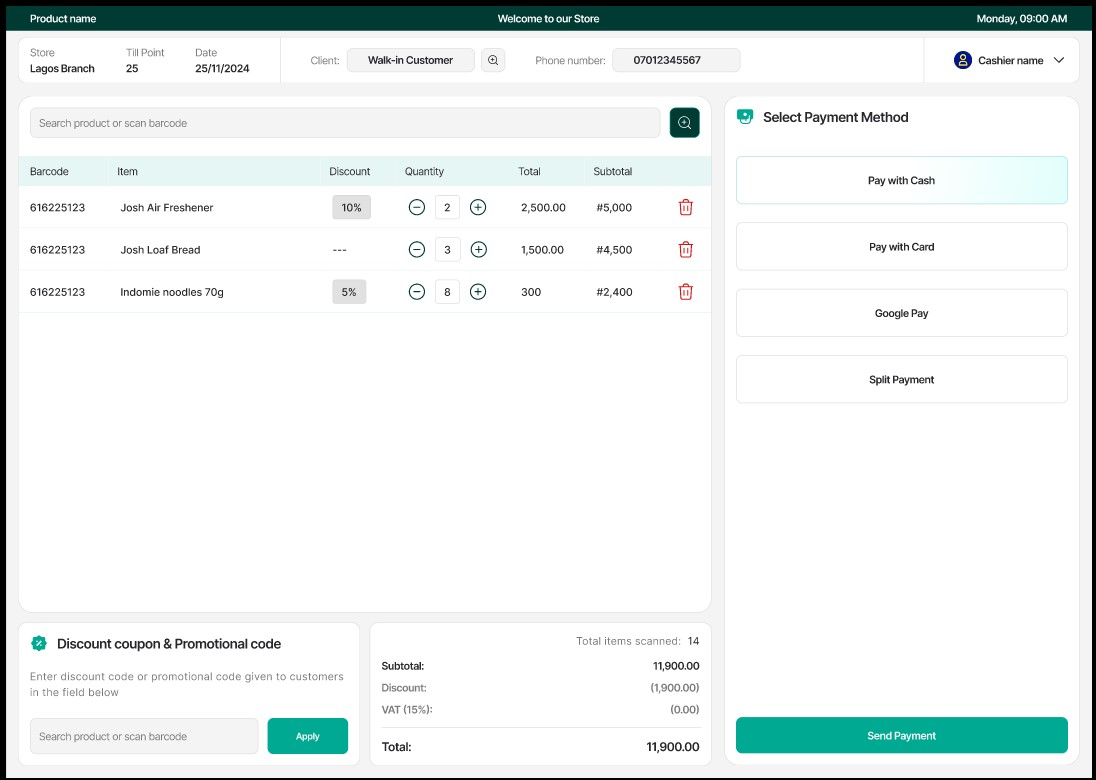 Product name Welcome to our Store Monday, 09:00 AM
Store Till Point Date
Lagos Branch 25 25/11/2024
Client: Walk-in Customer Phone number: 07012345567 Cashier name
Search product or scan barcode
Select Payment Method
Barcode Item Discount Quantity Total Subtotal
616225123 Josh Air Freshener 10% 2 2,500.00 #5,000
616225123 Josh Loaf Bread --- 3 1,500.00 #4,500
616225123 Indomie noodles 70g 5% 8 300 #2,400
Pay with Cash
Pay with Card
Google Pay
Split Payment
Discount coupon & Promotional code
Enter discount code or promotional code given to customers
in the field below
Search product or scan barcode Apply
Total items scanned: 14
Subtotal: 11,900.00
Discount: (1,900.00)
VAT (15%): (0.00)
Total: 11,900.00
Send Payment